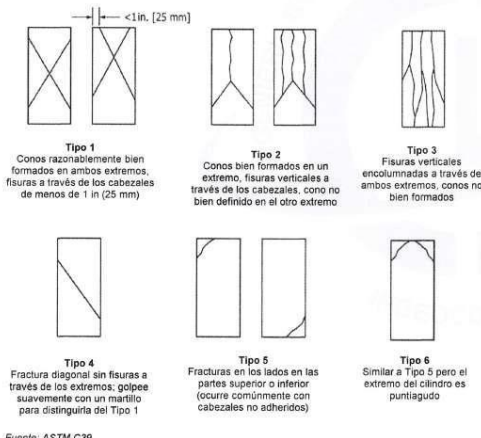 <1in. [25 mm]
Tipo 1
Conos razonablemente bien
formados en ambos extremos,
fisuras a través de los cabezales
de menos de 1 in (25 mm)
Tipo 2
Conos bien formados en un
extremo, fisuras verticales a
través de los cabezales, cono no
bien definido en el otro extremo
Tipo 3
Fisuras verticales
encolumnadas a través de
ambos extremos, conos no
bien formados
Tipo 4
Fractura diagonal sin fisuras a
través de los extremos; golpee
suavemente con un martillo
para distinguirla del Tipo 1
Tipo 5
Fracturas en los lados en las
partes superior o inferior
(ocurre comúnmente con
cabezales no adheridos)
Tipo 6
Similar a Tipo 5 pero el
extremo del cilindro es
puntiagudo
Fuente: ASTM C39